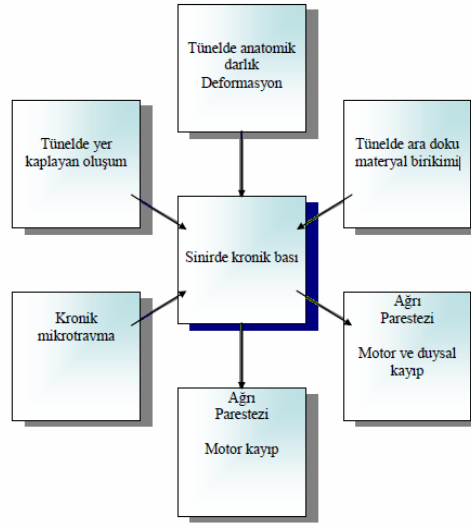 Tünelde anatomik
darlık
Deformasyon
Tünelde yer
kaplayan oluşum
Tünelde ara doku
materyal birikimi
Sinirde kronik bası
Kronik
mikrotravma
Ağrı
Parestezi
Motor ve duysal
kayıp
Ağrı
Parestezi
Motor kayıp